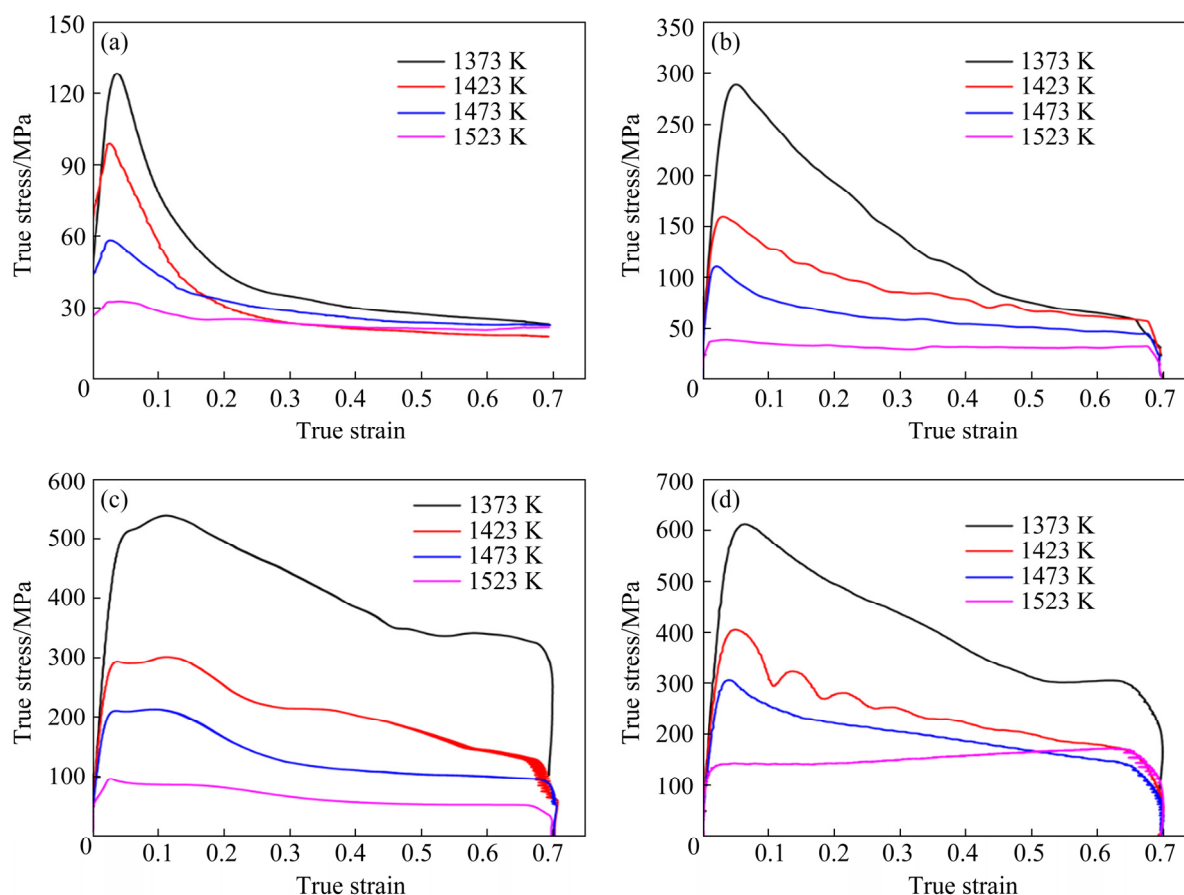 150
(a)
1373 K
1423 K
1473 K
1523 K
120
90
60
30
0
True stress/MPa
0.1 0.2 0.3 0.4 0.5 0.6 0.7
True strain
350
(b)
1373 K
1423 K
1473 K
1523 K
300
250
200
150
100
50
0
True stress/MPa
0.1 0.2 0.3 0.4 0.5 0.6 0.7
True strain
600
(c)
1373 K
1423 K
1473 K
1523 K
500
400
300
200
100
0
True stress/MPa
0.1 0.2 0.3 0.4 0.5 0.6 0.7
True strain
700
(d)
1373 K
1423 K
1473 K
1523 K
600
500
400
300
200
100
0
True stress/MPa
0.1 0.2 0.3 0.4 0.5 0.6 0.7
True strain